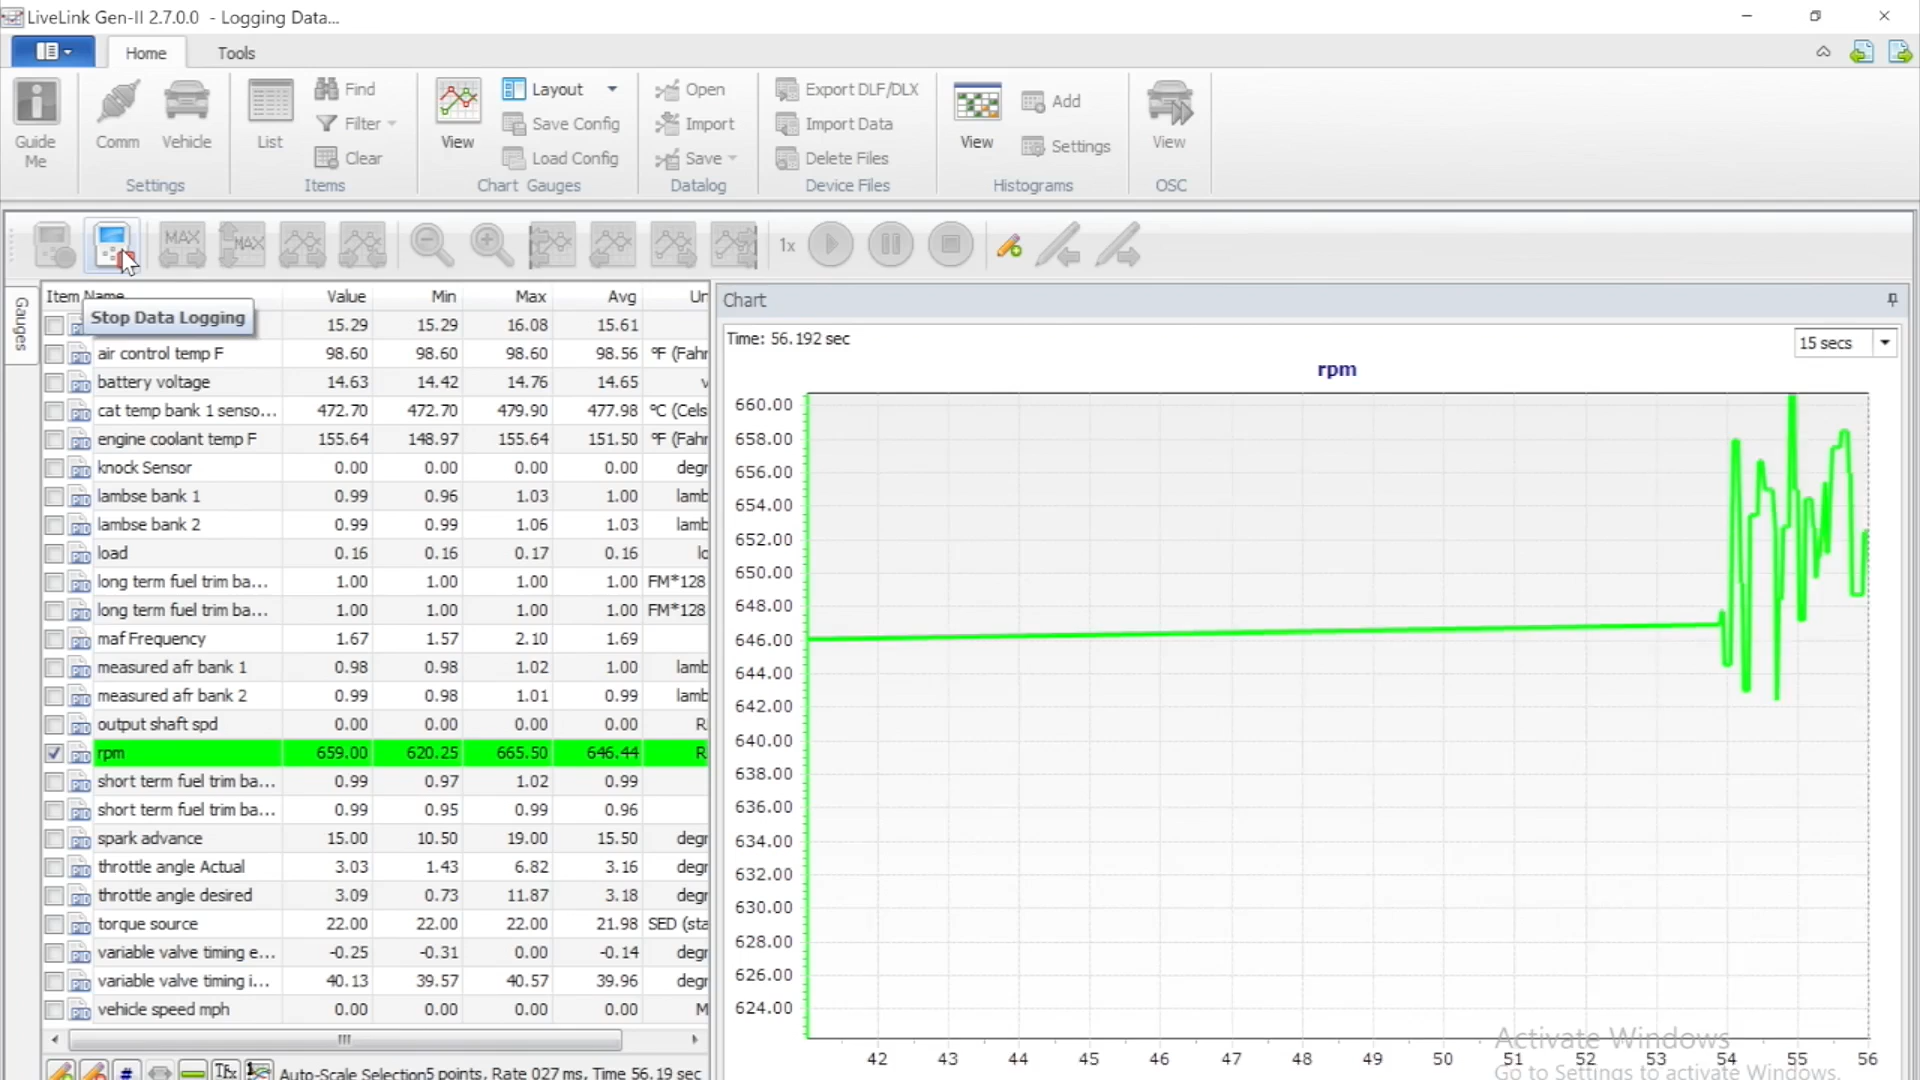 LiveLink Gen-II 2.7.0.0 - Logging Data...
Home Tools
Guide Me
Comm
Vehicle
Settings
List
Find
Filter
Clear
Items
View
Layout
Save Config
Load Config
Chart Gauges
Open
Import
Save
Datalog
Export DLF/DLX
Import Data
Delete Files
Device Files
View
Add
Settings
Histograms
View
OSC
MAX
MAX
1x
Gauges
Item Name Value Min Max Avg Un
Stop Data Logging
15.29 15.29 16.08 15.61
air control temp F 98.60 98.60 98.60 98.56 °F (Fahr
battery voltage 14.63 14.42 14.76 14.65 v
cat temp bank 1 senso... 472.70 472.70 479.90 477.98 °C (Cels
engine coolant temp F 155.64 148.97 155.64 151.50 °F (Fahr
knock Sensor 0.00 0.00 0.00 0.00 degr
lambse bank 1 0.99 0.96 1.03 1.00 lamb
lambse bank 2 0.99 0.99 1.06 1.03 lamb
load 0.16 0.16 0.17 0.16 lo
long term fuel trim ba... 1.00 1.00 1.00 1.00 FM*128
long term fuel trim ba... 1.00 1.00 1.00 1.00 FM*128
maf Frequency 1.67 1.57 2.10 1.69
measured afr bank 1 0.98 0.98 1.02 1.00 lamb
measured afr bank 2 0.99 0.98 1.01 0.99 lamb
output shaft spd 0.00 0.00 0.00 0.00 R
rpm 659.00 620.25 665.50 646.44 R
short term fuel trim ba... 0.99 0.97 1.02 0.99
short term fuel trim ba... 0.99 0.95 0.99 0.96
spark advance 15.00 10.50 19.00 15.50 degr
throttle angle Actual 3.03 1.43 6.82 3.16 degr
throttle angle desired 3.09 0.73 11.87 3.18 degr
torque source 22.00 22.00 22.00 21.98 SED (sta
variable valve timing e... -0.25 -0.31 0.00 -0.14 degr
variable valve timing i... 40.13 39.57 40.57 39.96 degr
vehicle speed mph 0.00 0.00 0.00 0.00 M
Auto-Scale Selection5 points, Rate 027 ms, Time 56.19 sec
Chart
Time: 56.192 sec
15 secs
rpm
660.00
658.00
656.00
654.00
652.00
650.00
648.00
646.00
644.00
642.00
640.00
638.00
636.00
634.00
632.00
630.00
628.00
626.00
624.00
42 43 44 45 46 47 48 49 50 51 52 53 54 55 56
Activate Windows
Go to Settings to activate Windows.